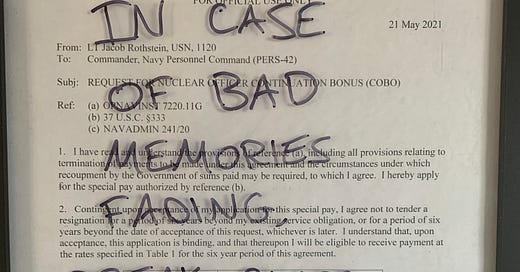 FOR OFFICIAL USE ONLY
IN CASE
21 May 2021
From: LT Jacob Rothstein, USN, 1120
To: Commander, Navy Personnel Command (PERS-42)
OF BAD
Subj: REQUEST FOR NUCLEAR OFFICER CONTINUATION BONUS (COBO)
Ref: (a) OPNAVINST 7220.11G
(b) 37 U.S.C. §333
(c) NAVADMIN 241/20
MEMORIES
1. I have read and understand the provisions of reference (a), including all provisions relating to
termination of payments to be made under this agreement and the circumstances under which
recoupment by the Government of sums paid may be required, to which I agree. I hereby apply
for the special pay authorized by reference (b).
FADING,
2. Contingent upon acceptance of my application for this special pay, I agree not to tender a
resignation for a period of six years beyond existing service obligation, or for a period of six
years beyond the date of acceptance of this request, whichever is later. I understand that, upon
acceptance, this application is binding, and that thereupon I will be eligible to receive payment at
the rates specified in Table 1 for the six year period of this agreement.